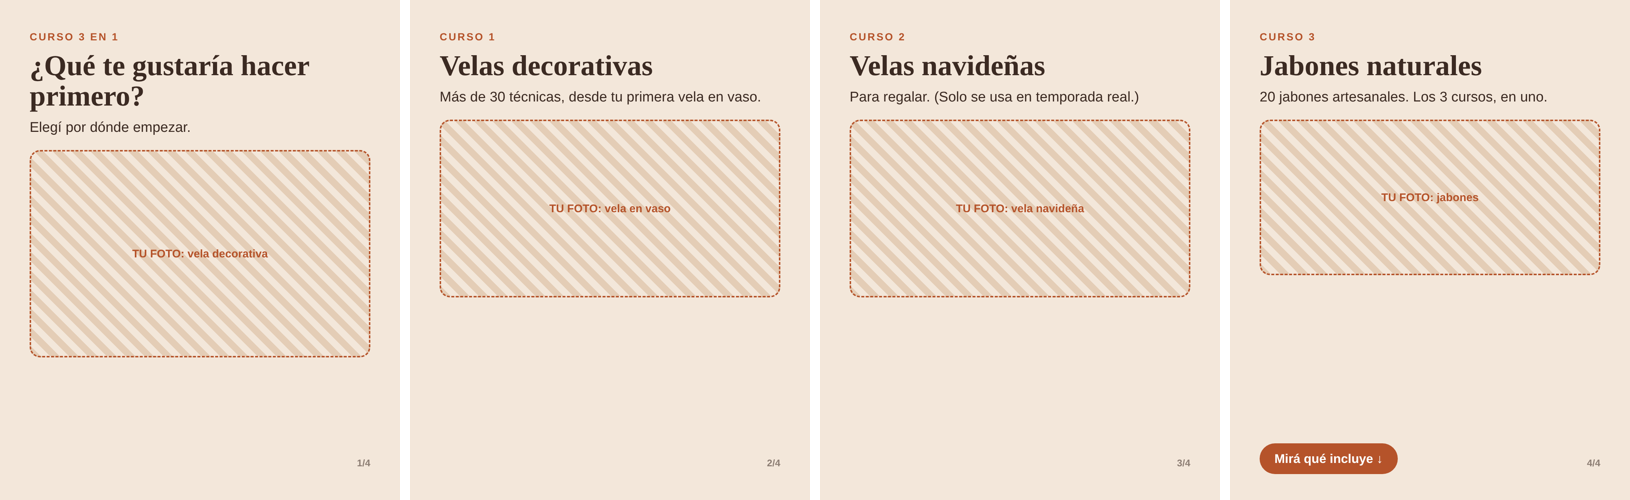 CURSO 3 EN 1
¿Qué te gustaría hacer
primero?
Elegí por dónde empezar.
TU FOTO: vela decorativa
1/4
CURSO 1
Velas decorativas
Más de 30 técnicas, desde tu primera vela en vaso.
TU FOTO: vela en vaso
2/4
CURSO 2
Velas navideñas
Para regalar. (Solo se usa en temporada real.)
TU FOTO: vela navideña
3/4
CURSO 3
Jabones naturales
20 jabones artesanales. Los 3 cursos, en uno.
TU FOTO: jabones
Mirá qué incluye ↓
4/4